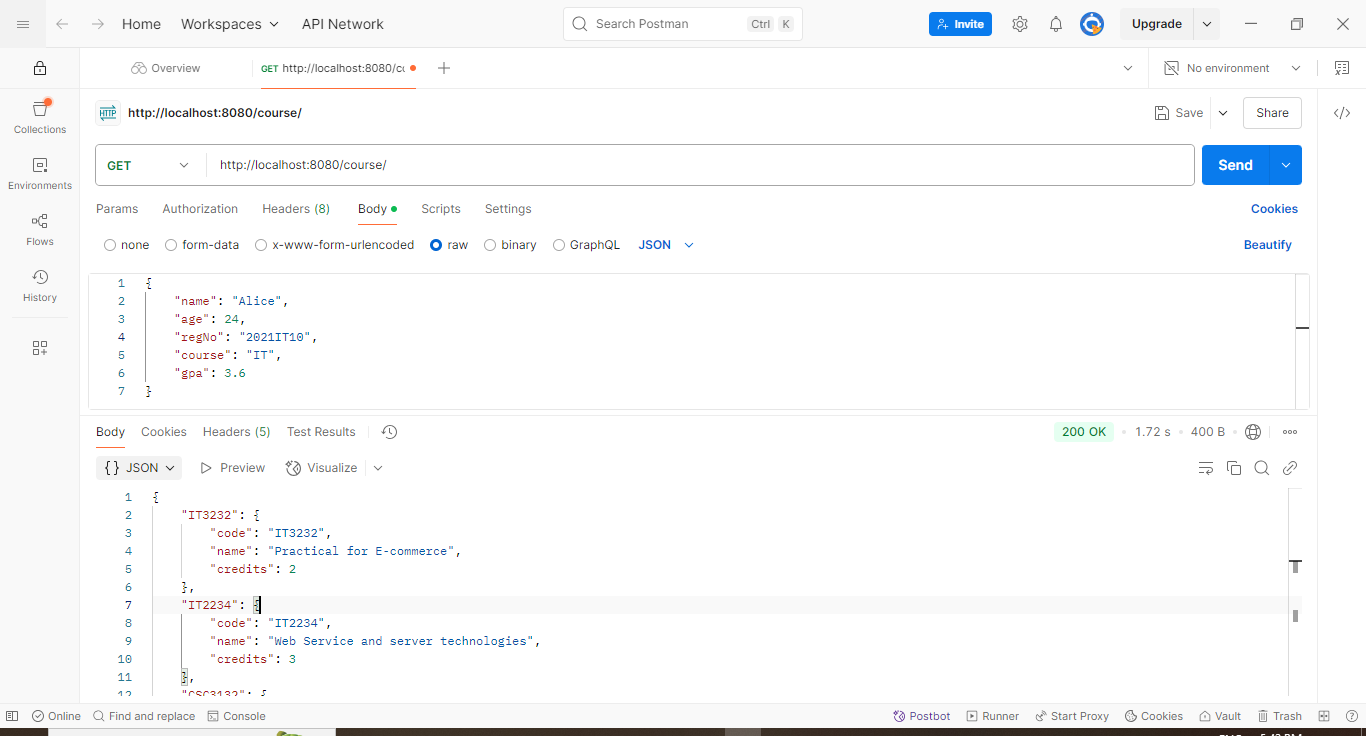 Home Workspaces API Network Search Postman Ctrl K Invite Upgrade
Overview GET http://localhost:8080/cc No environment
HTTP http://localhost:8080/course/ Save Share
Collections
GET http://localhost:8080/course/ Send
Environments
Params Authorization Headers (8) Body Scripts Settings Cookies
Flows
none form-data x-www-form-urlencoded raw binary GraphQL JSON Beautify
History
1 {
2 "name": "Alice",
3 "age": 24,
4 "regNo": "2021IT10",
5 "course": "IT",
6 "gpa": 3.6
7 }
Body Cookies Headers (5) Test Results 200 OK 1.72 s 400 B
{} JSON Preview Visualize
1 {
2 "IT3232": {
3 "code": "IT3232",
4 "name": "Practical for E-commerce",
5 "credits": 2
6 },
7 "IT2234": {
8 "code": "IT2234",
9 "name": "Web Service and server technologies",
10 "credits": 3
11 },
12 "CSC3132": {
Online Find and replace Console Postbot Runner Start Proxy Cookies Vault Trash